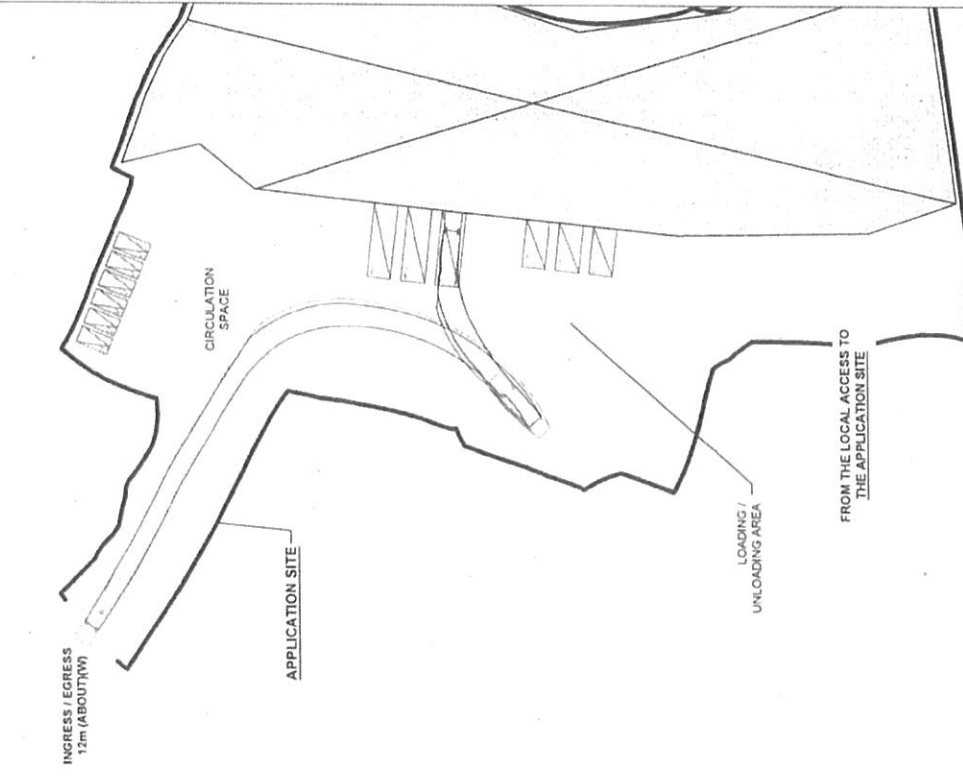 CIRCULATION
SPACE
INGRESS / EGRESS
12m (ABOUT)(W)
APPLICATION SITE
LOADING /
UNLOADING AREA
FROM THE LOCAL ACCESS TO
THE APPLICATION SITE